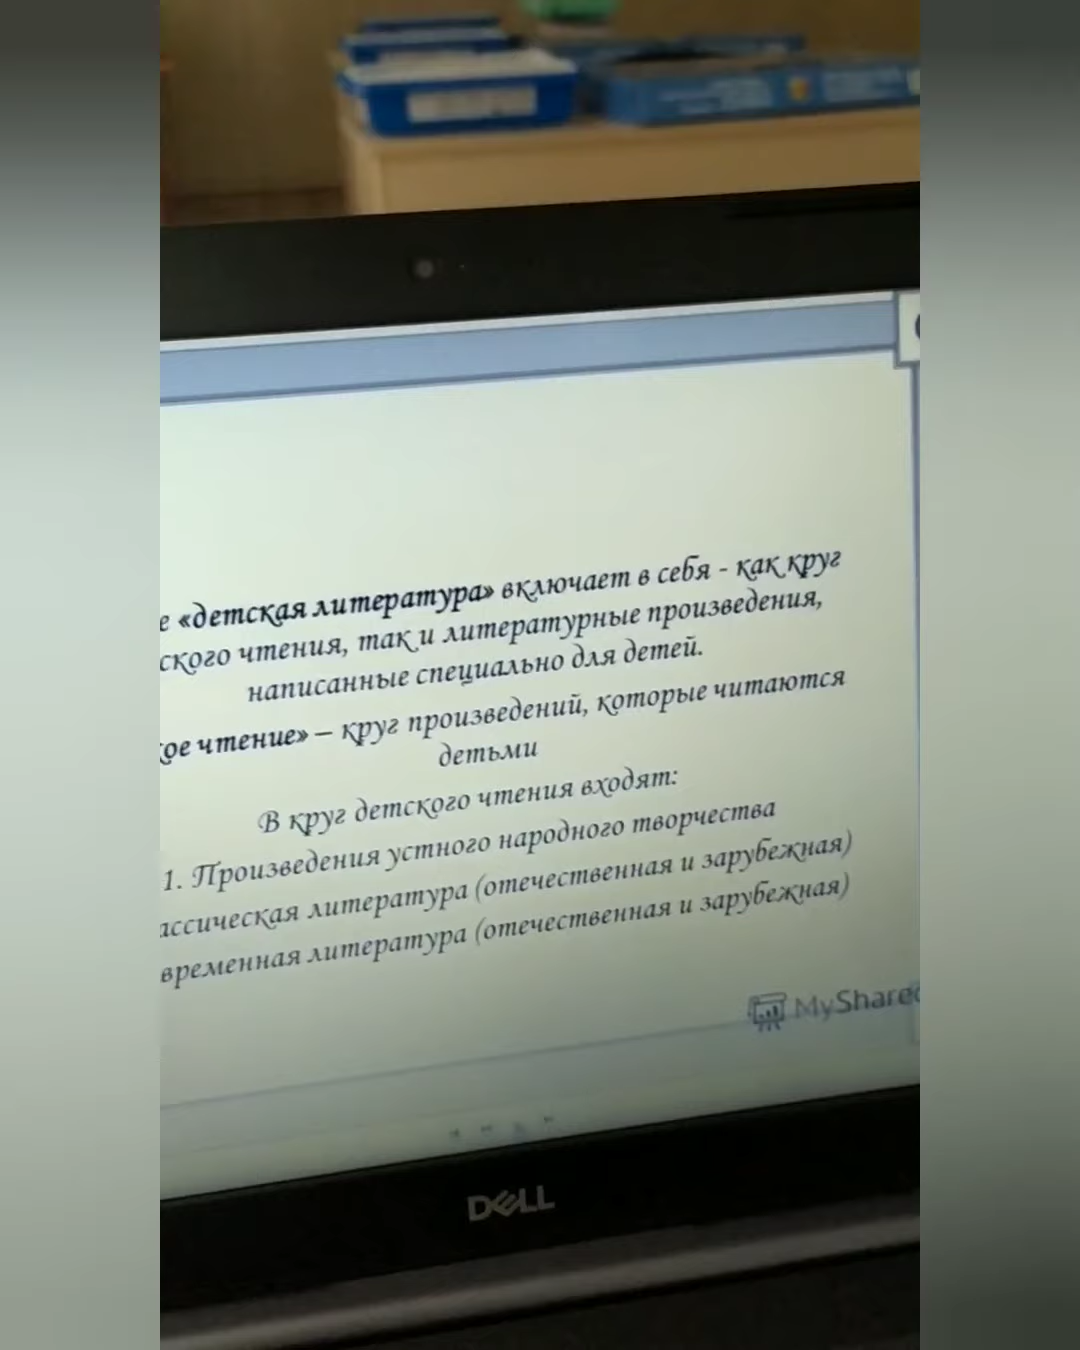 е «детская литература» включает в себя - как круг
ского чтения, так и литературные произведения,
написанные специально для детей.
кое чтение» – круг произведений, которые читаются
детьми
В круг детского чтения входят:
1. Произведения устного народного творчества
ассическая литература (отечественная и зарубежная)
временная литература (отечественная и зарубежная)
MyShared
DELL